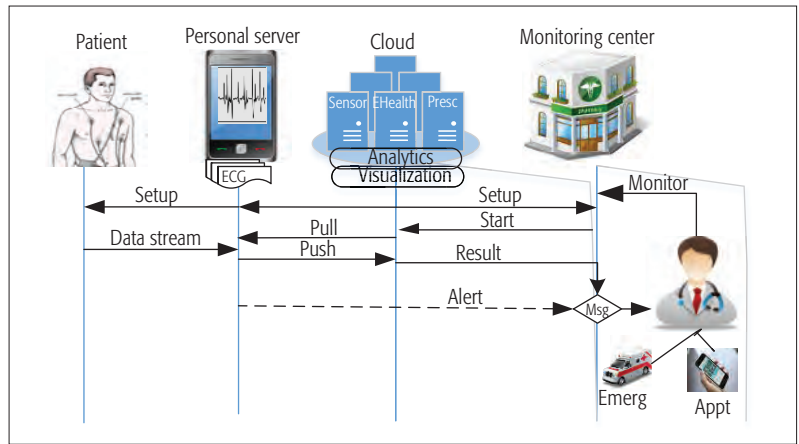 Patient
Personal server
Cloud
Monitoring center
Sensor
EHealth
Presc
pharmacy
Analytics
Visualization
ECG
Setup
Setup
Monitor
Start
Pull
Data stream
Push
Result
Alert
Msg
Emerg
Appt